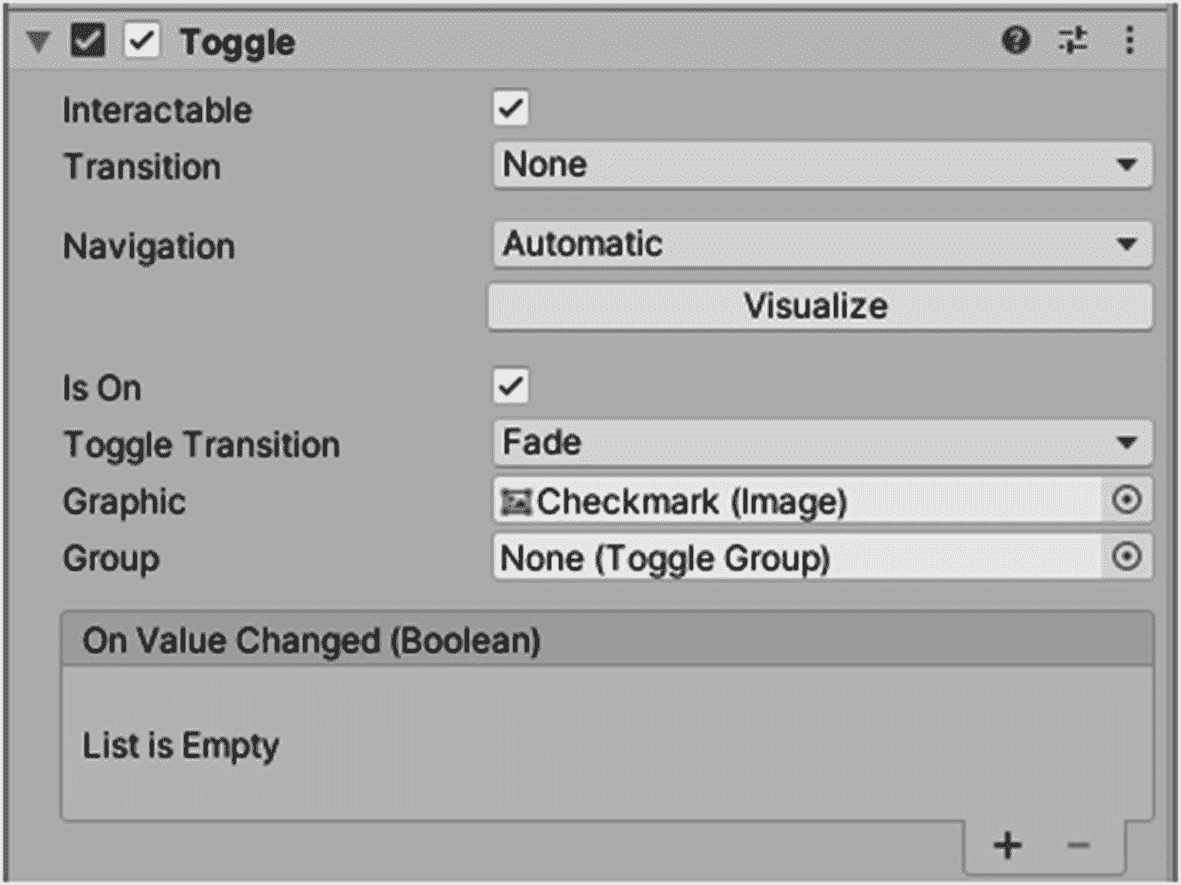 Toggle
Interactable
Transition None
Navigation Automatic
Visualize
Is On
Toggle Transition Fade
Graphic Checkmark (Image)
Group None (Toggle Group)
On Value Changed (Boolean)
List is Empty
+ −